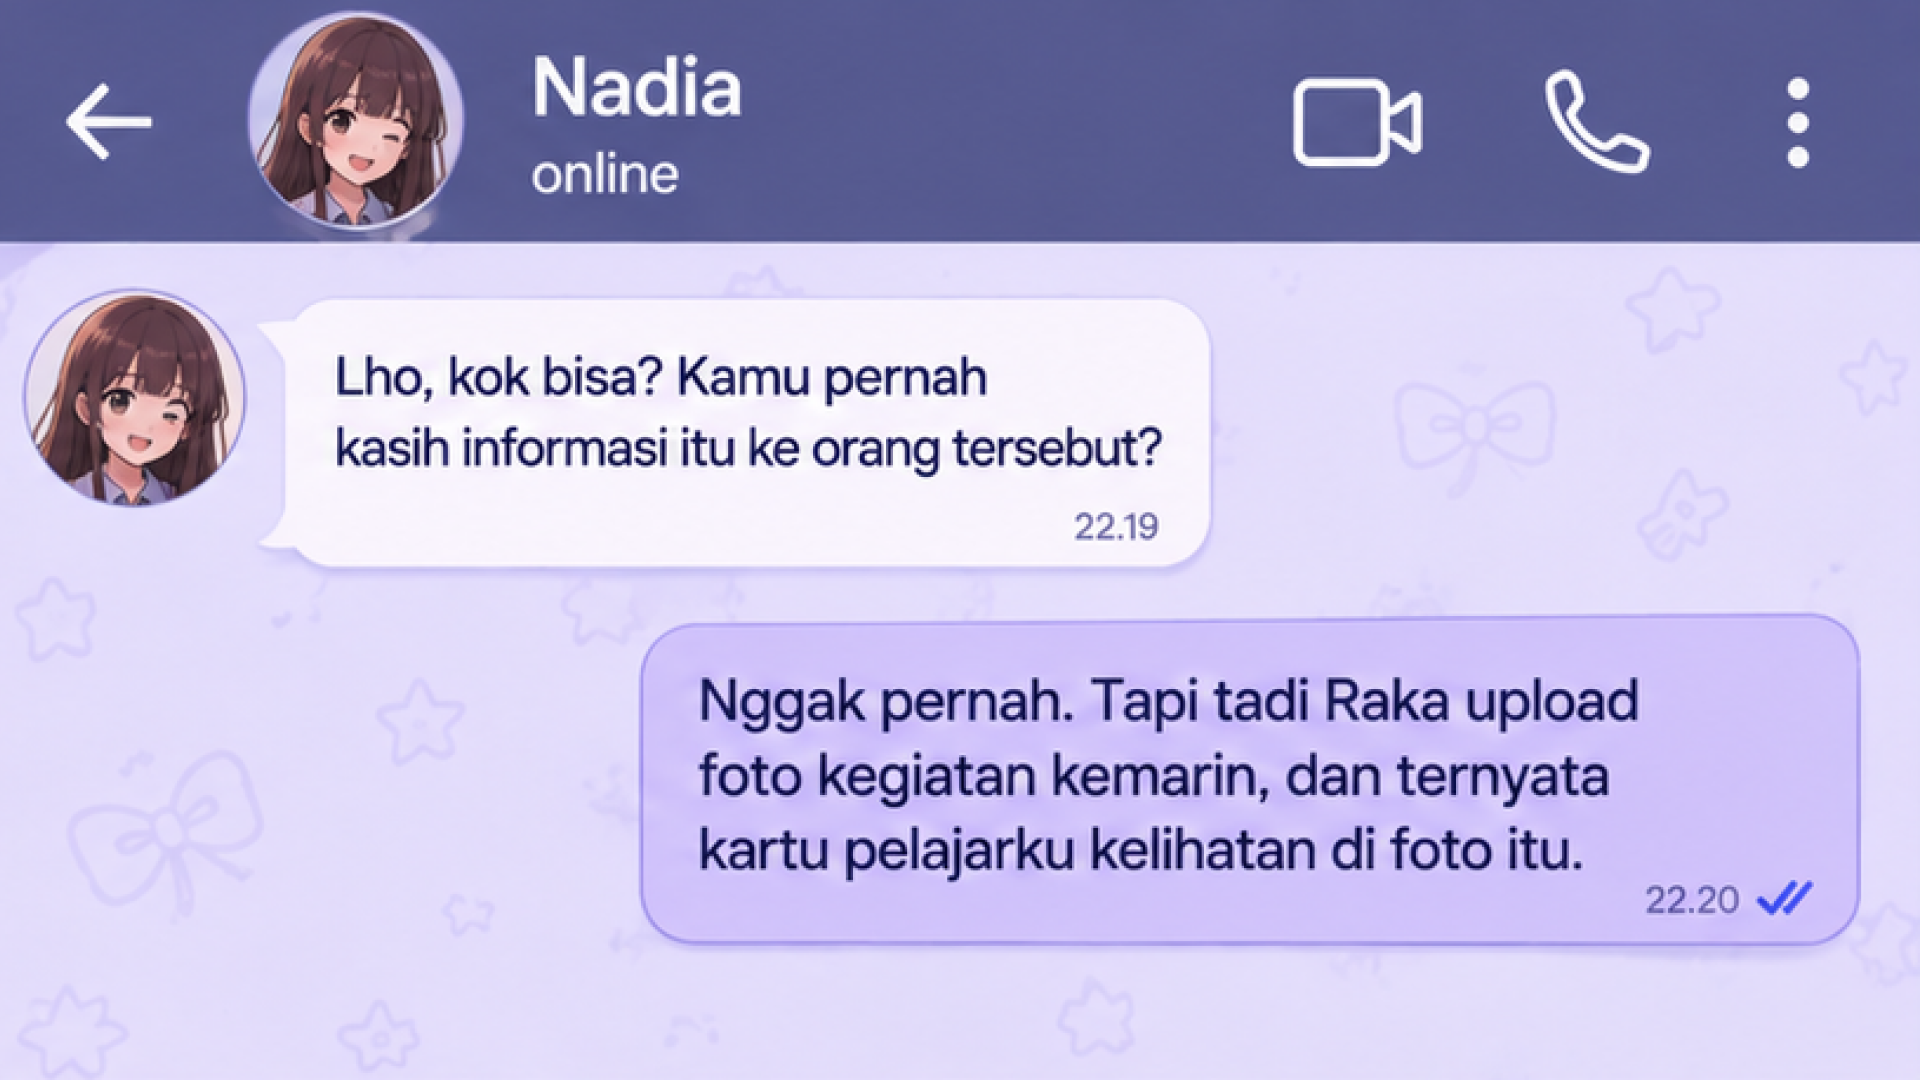 Nadia
online
Lho, kok bisa? Kamu pernah
kasih informasi itu ke orang tersebut?
22.19
Nggak pernah. Tapi tadi Raka upload
foto kegiatan kemarin, dan ternyata
kartu pelajarku kelihatan di foto itu.
22.20